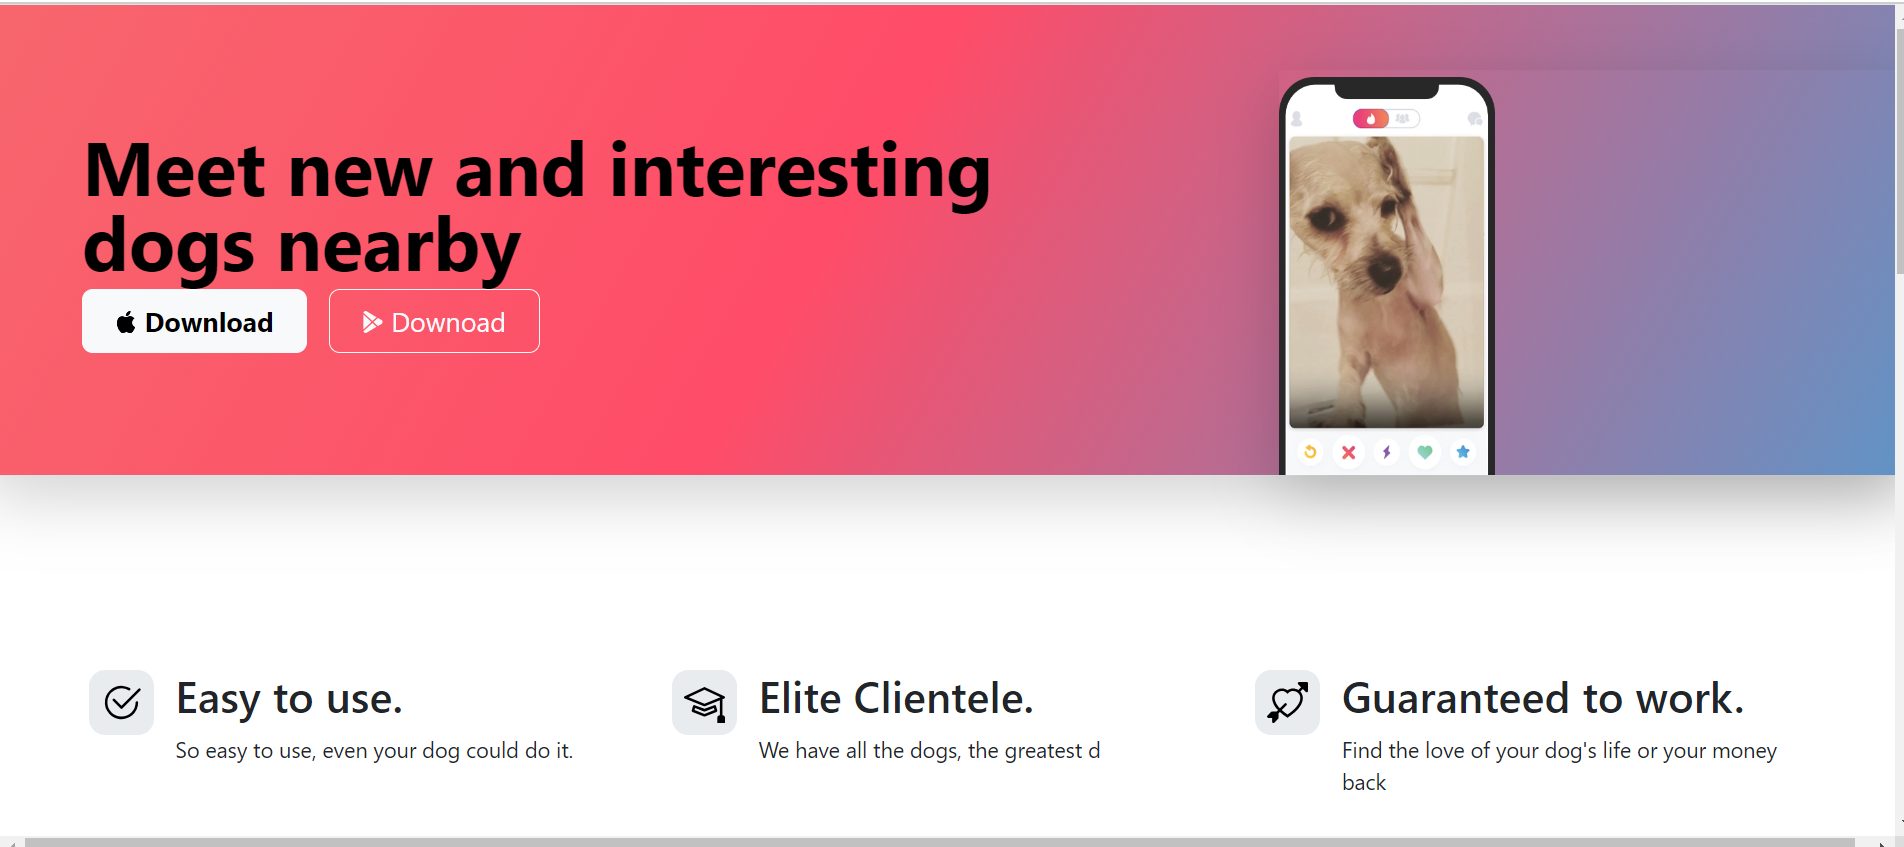 Meet new and interesting
dogs nearby
Download
Downoad
Easy to use.
So easy to use, even your dog could do it.
Elite Clientele.
We have all the dogs, the greatest d
Guaranteed to work.
Find the love of your dog's life or your money
back